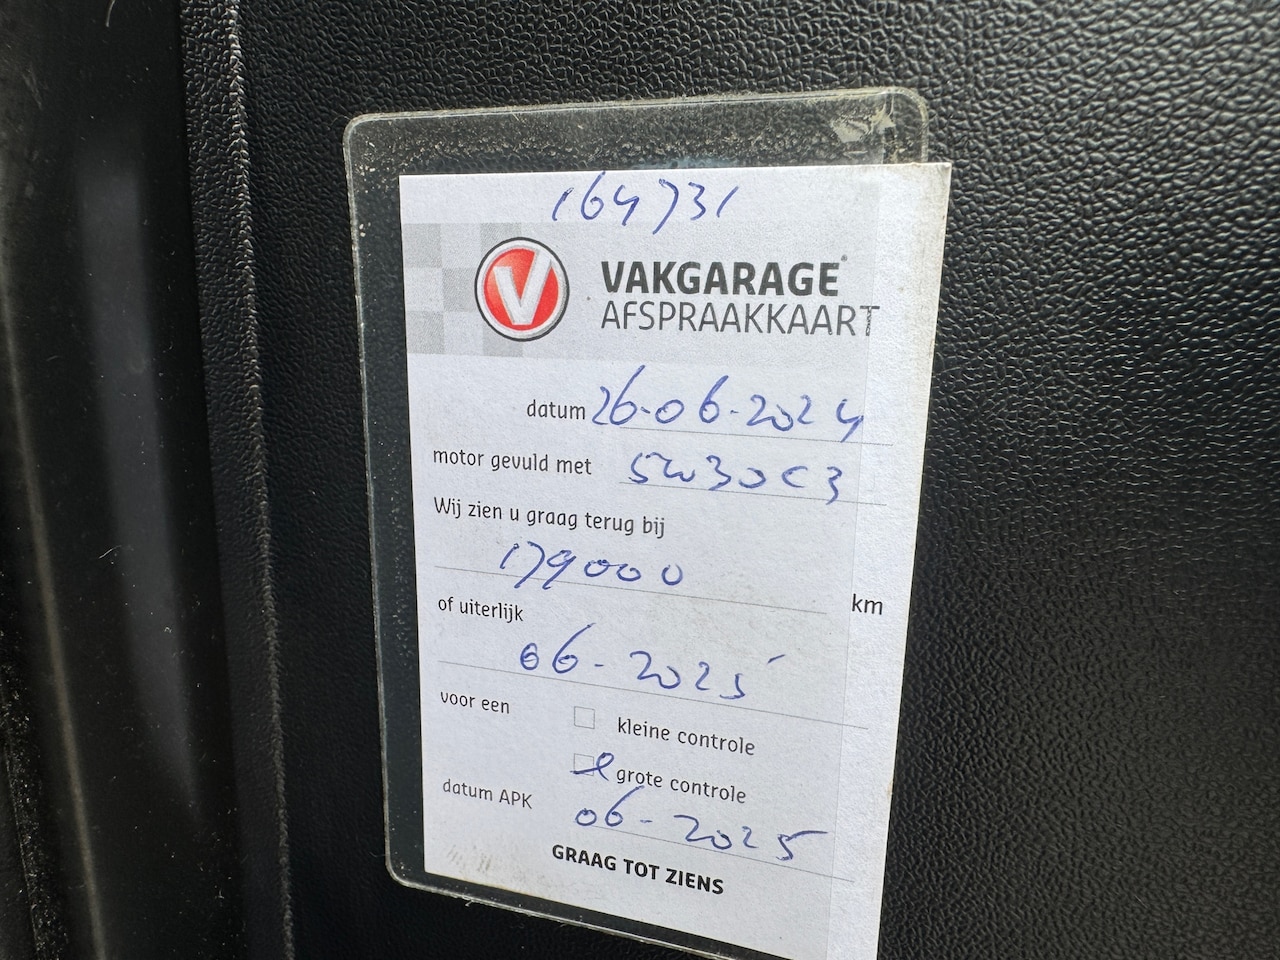 164731
VAKGARAGE
AFSPRAAKKAART
datum 26-06-2024
motor gevuld met 5W30C3
Wij zien u graag terug bij
179000 km
of uiterlijk
06-2025
voor een
kleine controle
grote controle
datum APK 06-2025
GRAAG TOT ZIENS